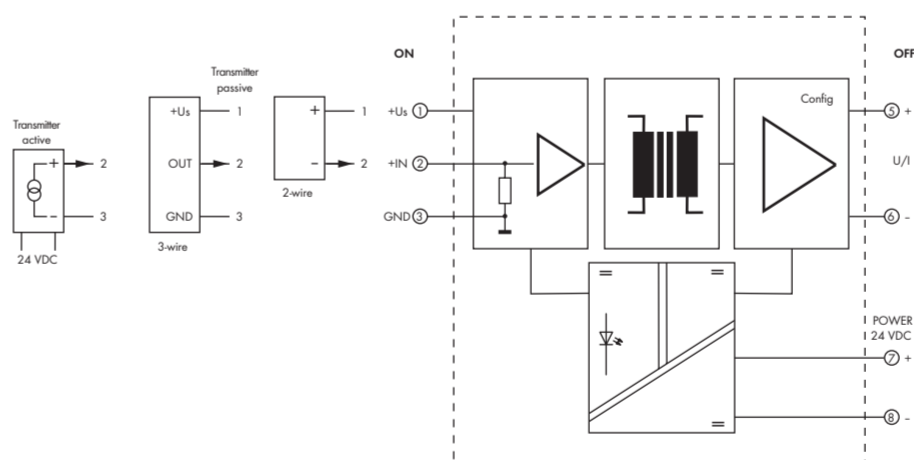 ON
OFF
Transmitter
passive
Config
+Us
1
+
1
+Us 1
5 +
Transmitter
active
+
2
OUT
2
–
2
+IN 2
U/I
2-wire
–
3
GND
3
GND 3
6 -
3-wire
24 VDC
=
=
POWER
24 VDC
7 +
=
8 -